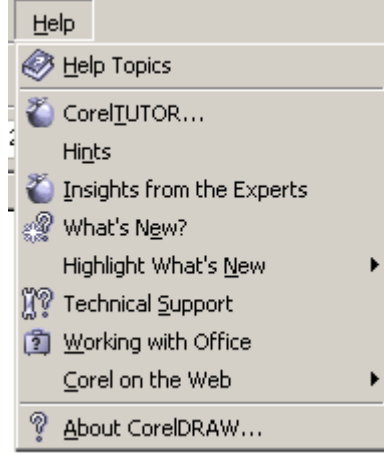 Help
Help Topics
CorelTUTOR...
Hints
Insights from the Experts
What's New?
Highlight What's New
Technical Support
Working with Office
Corel on the Web
About CorelDRAW...